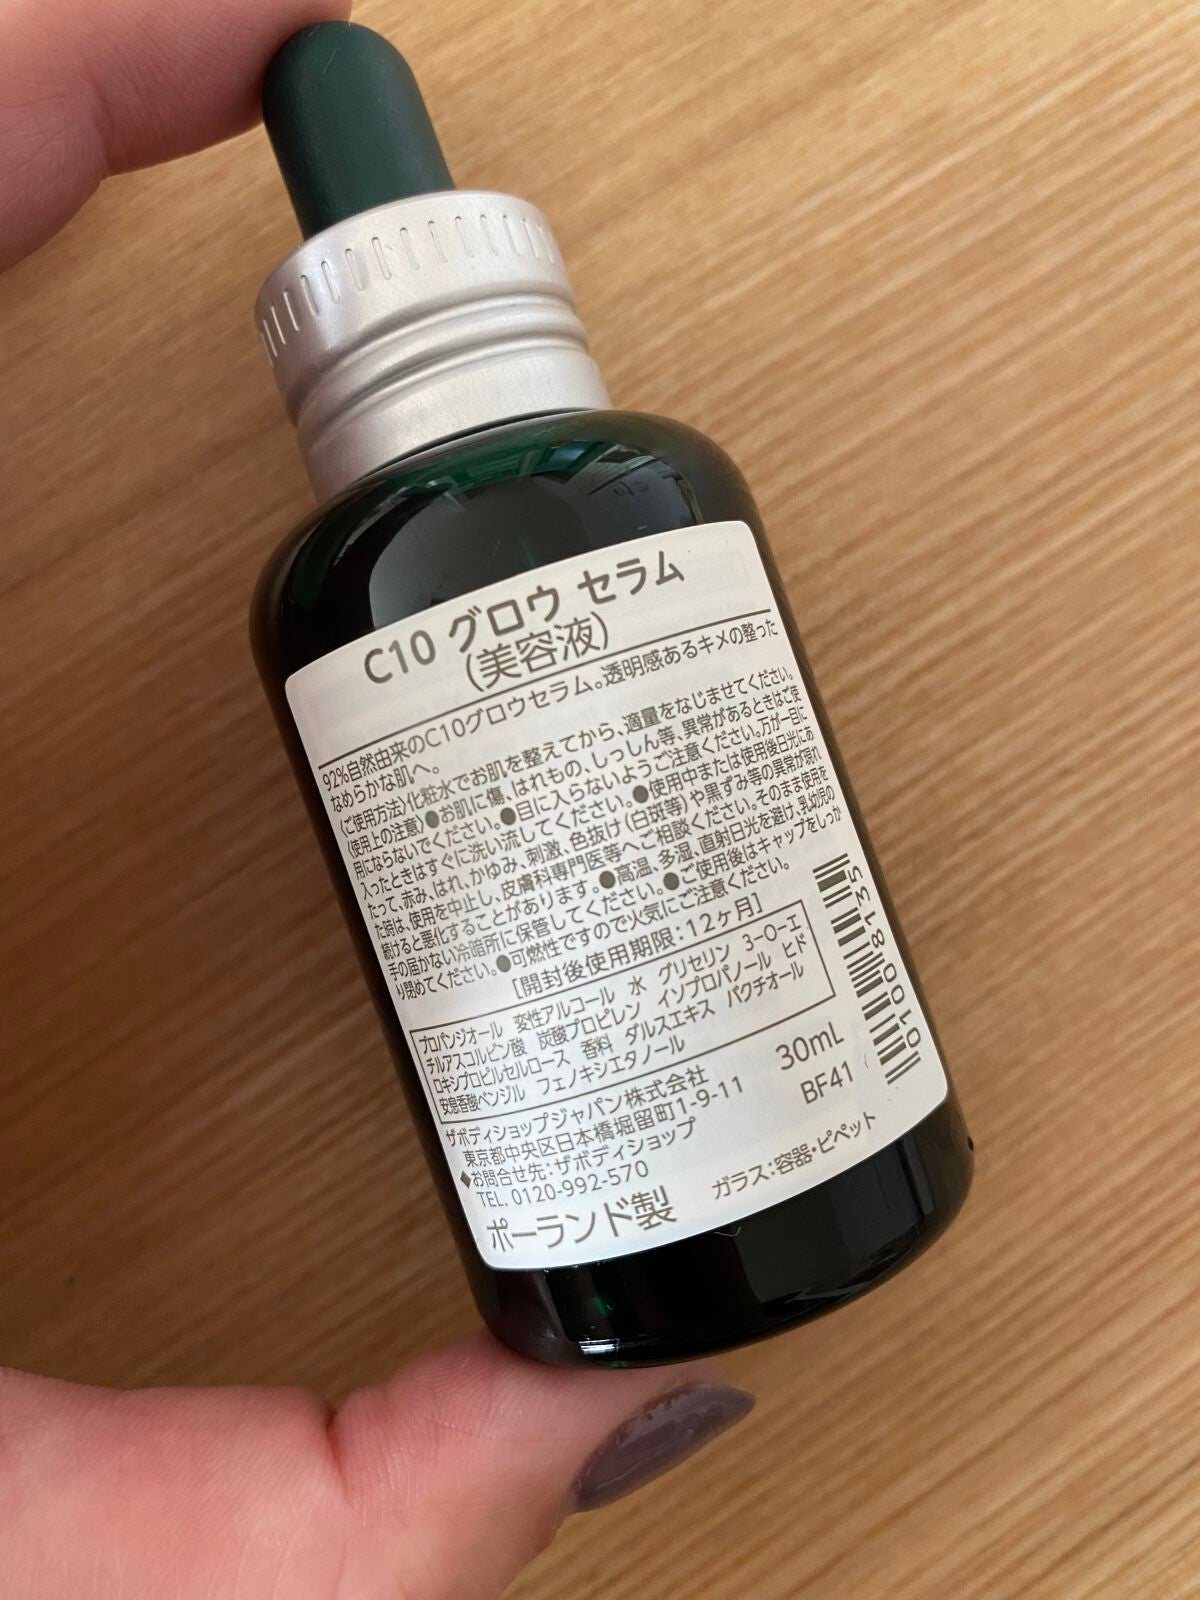 C10 グロウ セラム
(美容液)
92%自然由来のC10グロウセラム。透明感あるキメの整った
なめらかな肌へ。
〈ご使用方法〉化粧水でお肌を整えてから、適量をなじませてください。
〈使用上の注意〉●お肌に傷、はれもの、しっしん等、異常があるときはご使
用にならないでください。●目に入らないようご注意ください。万が一目に
入ったときはすぐに洗い流してください。●使用中または使用後日光にあ
たって、赤み、はれ、かゆみ、刺激、色抜け(白斑等)や黒ずみ等の異常が現れ
た時は、使用を中止し、皮膚科専門医等へご相談ください。そのまま使用を
続けると悪化することがあります。●高温、多湿、直射日光を避け、乳幼児の
手の届かない冷暗所に保管してください。●ご使用後はキャップをしっか
り閉めてください。●可燃性ですので火気にご注意ください。
[開封後使用期限:12ヶ月]
プロパンジオール 変性アルコール 水 グリセリン 3-O-エ
チルアスコルビン酸 炭酸プロピレン イソプロパノール ヒド
ロキシプロピルセルロース 香料 ダルスエキス バクチオール
安息香酸ベンジル フェノキシエタノール
ザボディショップジャパン株式会社
東京都中央区日本橋堀留町1-9-11
◆お問合せ先:ザボディショップ
TEL. 0120-992-570
ポーランド製
30mL
BF41
ガラス:容器・ピペット
010008135